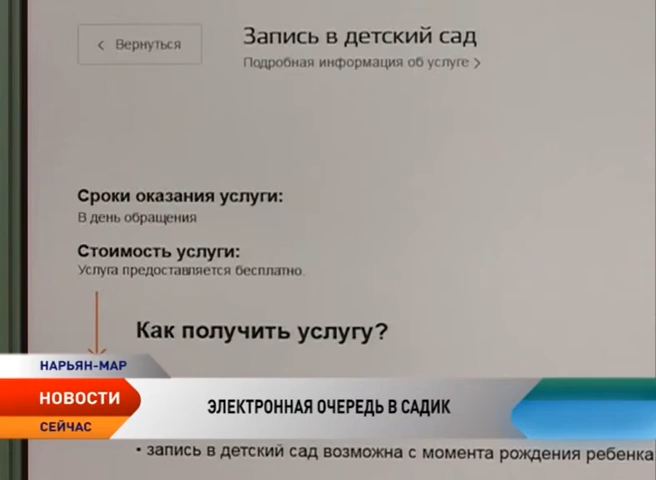 Вернуться
Запись в детский сад
Подробная информация об услуге
Сроки оказания услуги:
В день обращения
Стоимость услуги:
Услуга предоставляется бесплатно.
Как получить услугу?
НАРЬЯН-МАР
НОВОСТИ
СЕЙЧАС
ЭЛЕКТРОННАЯ ОЧЕРЕДЬ В САДИК
• запись в детский сад возможна с момента рождения ребенка